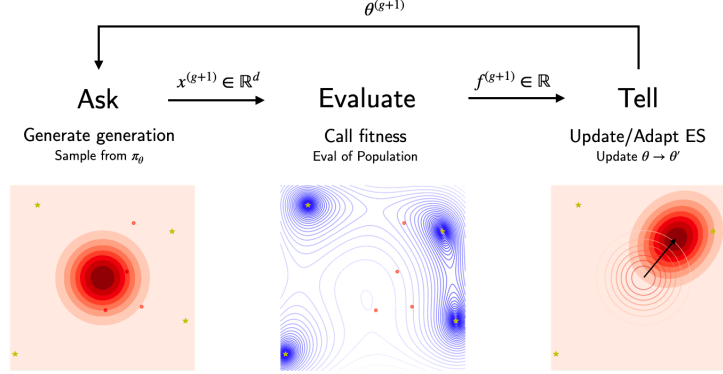 θ^(g+1)
x^(g+1) ∈ ℝ^d
f^(g+1) ∈ ℝ
Ask
Evaluate
Tell
Generate generation
Call fitness
Update/Adapt ES
Sample from π_θ
Eval of Population
Update θ → θ′